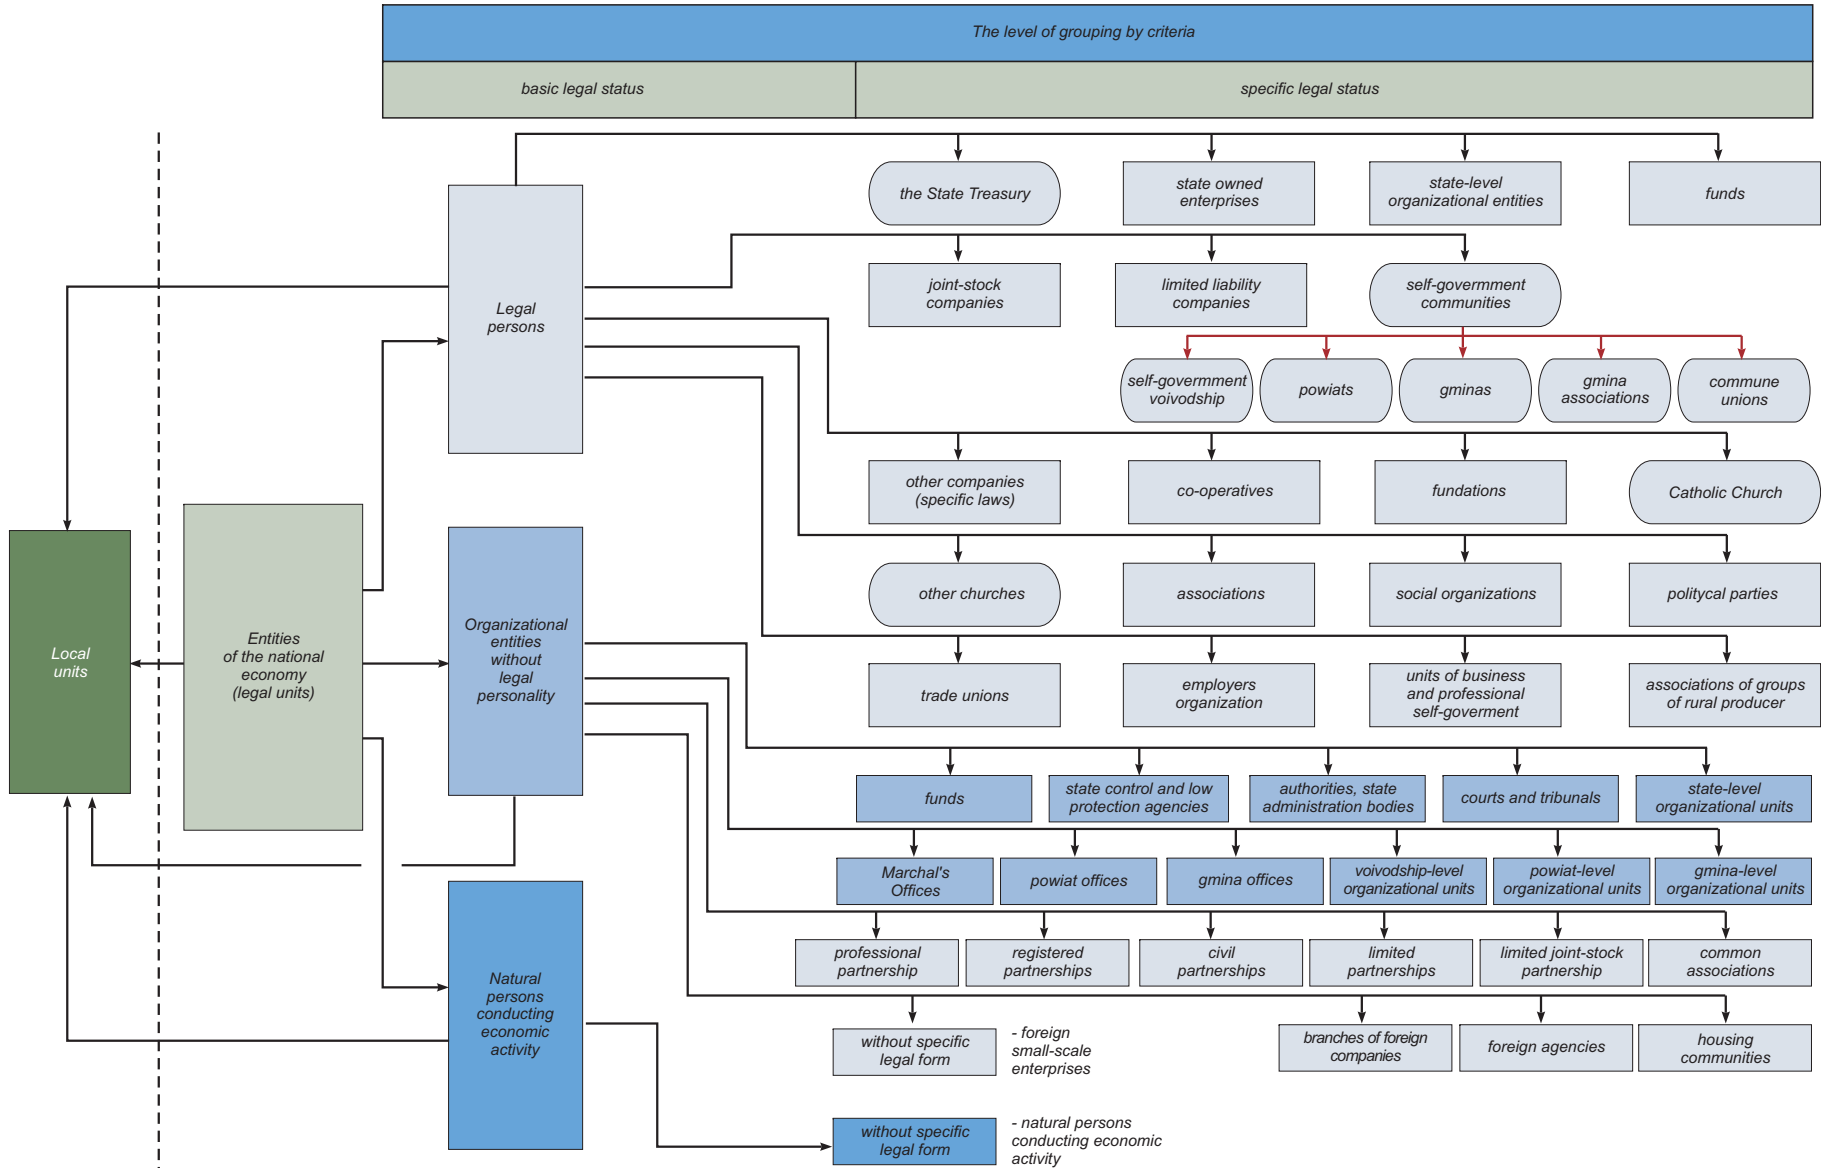 The level of grouping by criteria
basic legal status
specific legal status
the State Treasury
state owned
enterprises
state-level
organizational entities
funds
Legal
persons
joint-stock
companies
limited liability
companies
self-govermment
communities
self-govermment
voivodship
powiats
gminas
gmina
associations
commune
unions
other companies
(specific laws)
co-operatives
fundations
Catholic Church
other churches
associations
social organizations
politycal parties
Local
units
Entities
of the national
economy
(legal units)
Organizational
entities
without
legal
personality
trade unions
employers
organization
units of business
and professional
self-goverment
associations of groups
of rural producer
funds
state control and low
protection agencies
authorities, state
administration bodies
courts and tribunals
state-level
organizational units
Marchal's
Offices
powiat offices
gmina offices
voivodship-level
organizational units
powiat-level
organizational units
gmina-level
organizational units
professional
partnership
registered
partnerships
civil
partnerships
limited
partnerships
limited joint-stock
partnership
common
associations
Natural
persons
conducting
economic
activity
without specific
legal form
- foreign
small-scale
enterprises
branches of foreign
companies
foreign agencies
housing
communities
without specific
legal form
- natural persons
conducting economic
activity